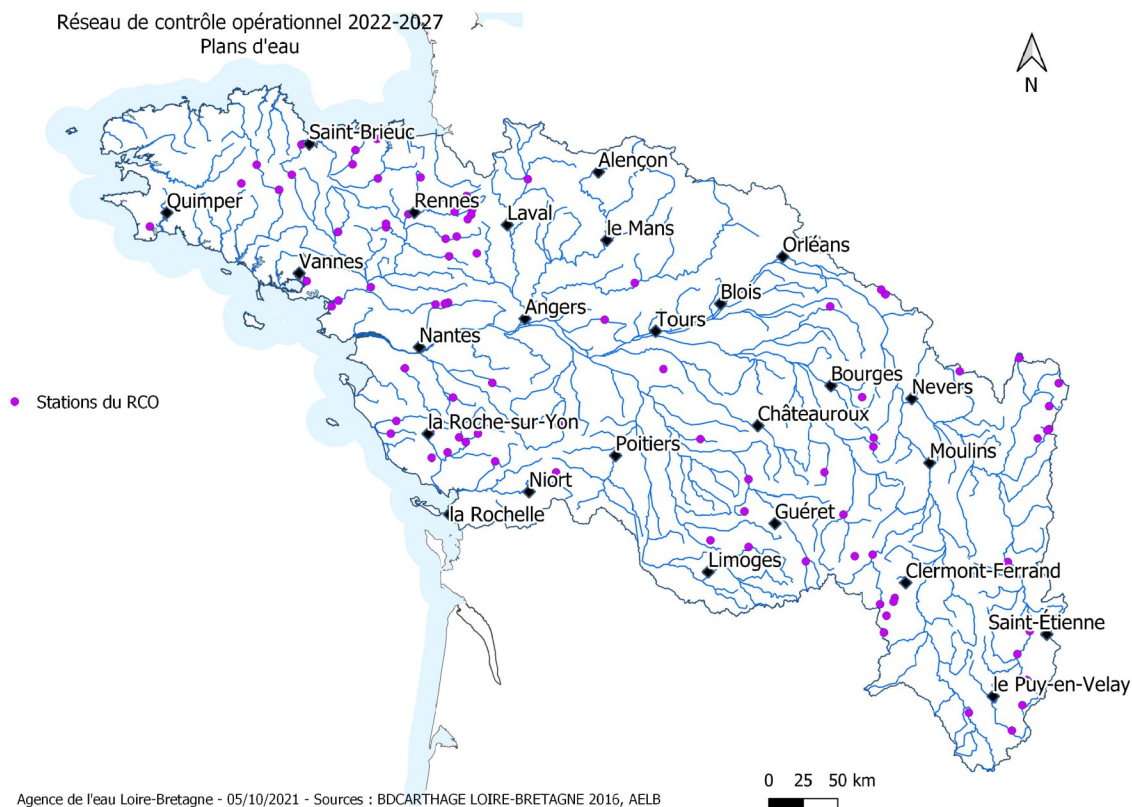 Réseau de contrôle opérationnel 2022-2027
Plans d'eau
N
Saint-Brieuc
Alençon
Quimper
Rennes
Laval
le Mans
Orléans
Vannes
Blois
Angers
Tours
Nantes
Bourges
Nevers
Stations du RCO
la Roche-sur-Yon
Châteauroux
Poitiers
Moulins
Niort
la Rochelle
Guéret
Limoges
Clermont-Ferrand
Saint-Étienne
le Puy-en-Velay
0 25 50 km
Agence de l'eau Loire-Bretagne - 05/10/2021 - Sources : BDCARTHAGE LOIRE-BRETAGNE 2016, AELB